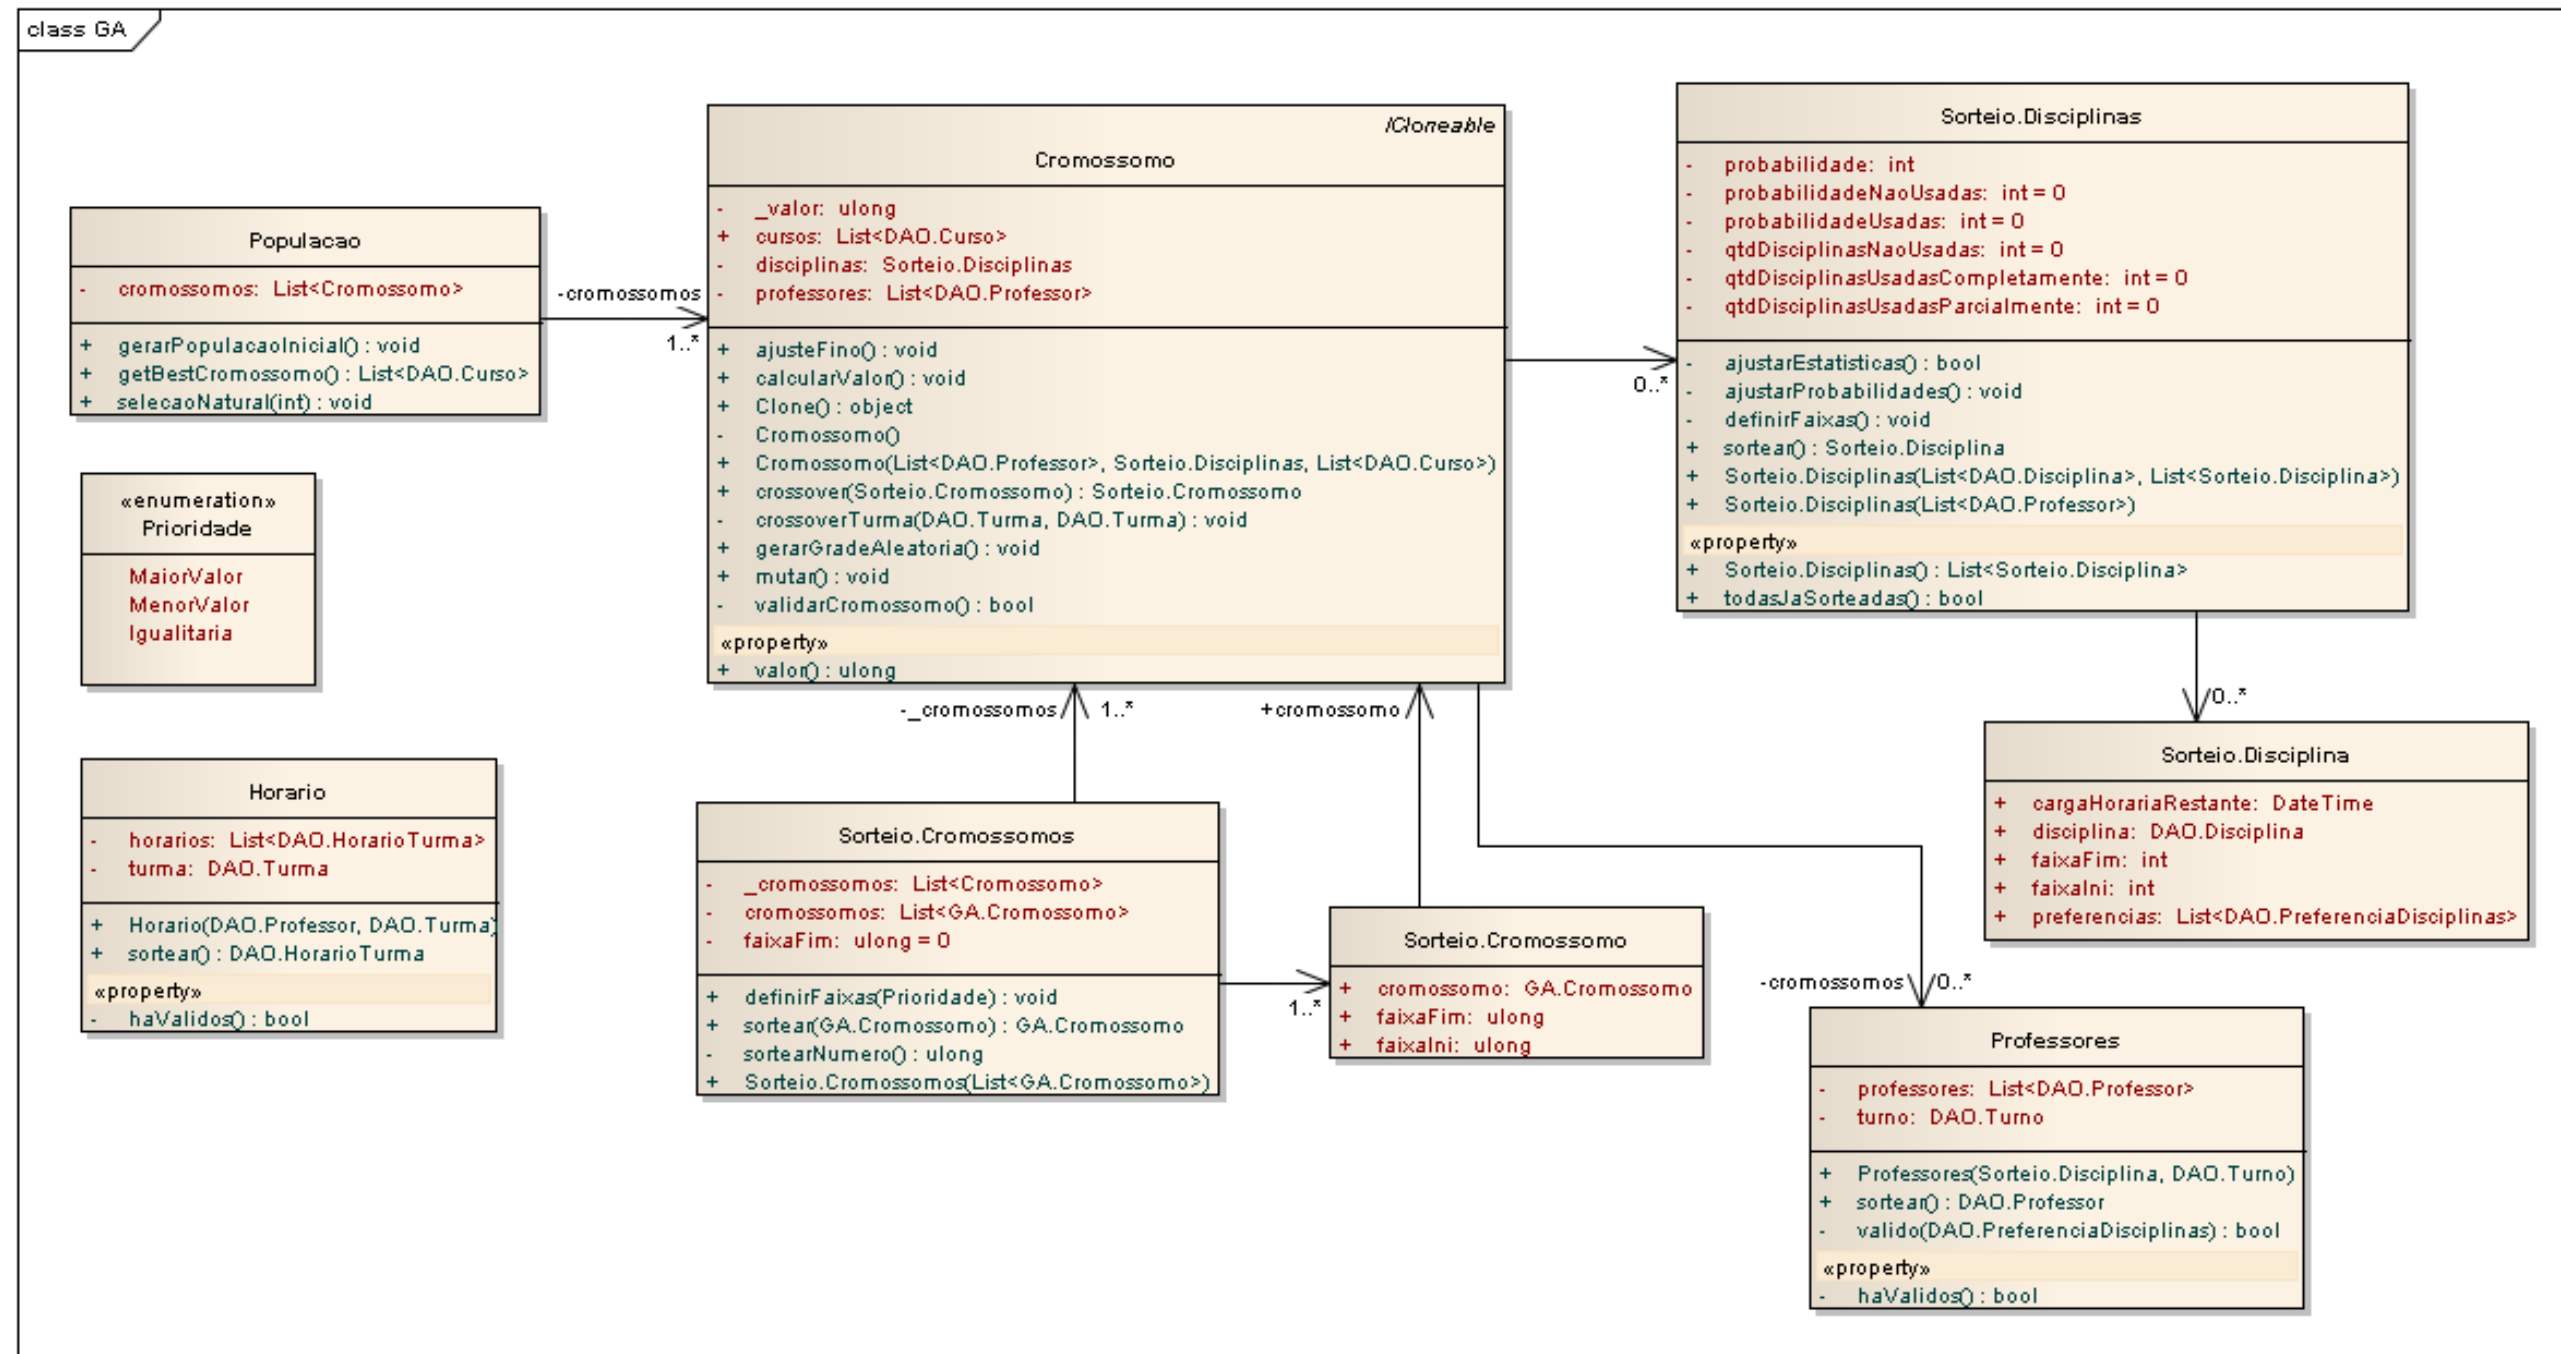 class GA
Populacao
- cromossomos: List<Cromossomo>
+ gerarPopulacaoInicial() : void
+ getBestCromossomo() : List<DAO.Curso>
+ selecaoNatural(int) : void
-cromossomos
1..*
«enumeration»
Prioridade
MaiorValor
MenorValor
Igualitaria
Horario
- horarios: List<DAO.HorarioTurma>
- turma: DAO.Turma
+ Horario(DAO.Professor, DAO.Turma)
+ sortear() : DAO.HorarioTurma
«property»
- haValidos() : bool
ICloneable
Cromossomo
- _valor: ulong
+ cursos: List<DAO.Curso>
- disciplinas: Sorteio.Disciplinas
- professores: List<DAO.Professor>
+ ajusteFino() : void
+ calcularValor() : void
+ Clone() : object
- Cromossomo()
+ Cromossomo(List<DAO.Professor>, Sorteio.Disciplinas, List<DAO.Curso>)
+ crossover(Sorteio.Cromossomo) : Sorteio.Cromossomo
- crossoverTurma(DAO.Turma, DAO.Turma) : void
+ gerarGradeAleatoria() : void
+ mutar() : void
- validarCromossomo() : bool
«property»
+ valor() : ulong
0..*
Sorteio.Disciplinas
- probabilidade: int
- probabilidadeNaoUsadas: int = 0
- probabilidadeUsadas: int = 0
- qtdDisciplinasNaoUsadas: int = 0
- qtdDisciplinasUsadasCompletamente: int = 0
- qtdDisciplinasUsadasParcialmente: int = 0
- ajustarEstatisticas() : bool
- ajustarProbabilidades() : void
- definirFaixas() : void
+ sortear() : Sorteio.Disciplina
+ Sorteio.Disciplinas(List<DAO.Disciplina>, List<Sorteio.Disciplina>)
+ Sorteio.Disciplinas(List<DAO.Professor>)
«property»
+ Sorteio.Disciplinas() : List<Sorteio.Disciplina>
+ todasJaSorteadas() : bool
0..*
Sorteio.Disciplina
+ cargaHorariaRestante: DateTime
+ disciplina: DAO.Disciplina
+ faixaFim: int
+ faixaIni: int
+ preferencias: List<DAO.PreferenciaDisciplinas>
-_cromossomos
1..*
+cromossomo
Sorteio.Cromossomos
- _cromossomos: List<Cromossomo>
- cromossomos: List<GA.Cromossomo>
- faixaFim: ulong = 0
+ definirFaixas(Prioridade) : void
+ sortear(GA.Cromossomo) : GA.Cromossomo
- sortearNumero() : ulong
+ Sorteio.Cromossomos(List<GA.Cromossomo>)
1..*
Sorteio.Cromossomo
+ cromossomo: GA.Cromossomo
+ faixaFim: ulong
+ faixaIni: ulong
-cromossomos
0..*
Professores
- professores: List<DAO.Professor>
- turno: DAO.Turno
+ Professores(Sorteio.Disciplina, DAO.Turno)
+ sortear() : DAO.Professor
- valido(DAO.PreferenciaDisciplinas) : bool
«property»
- haValidos() : bool